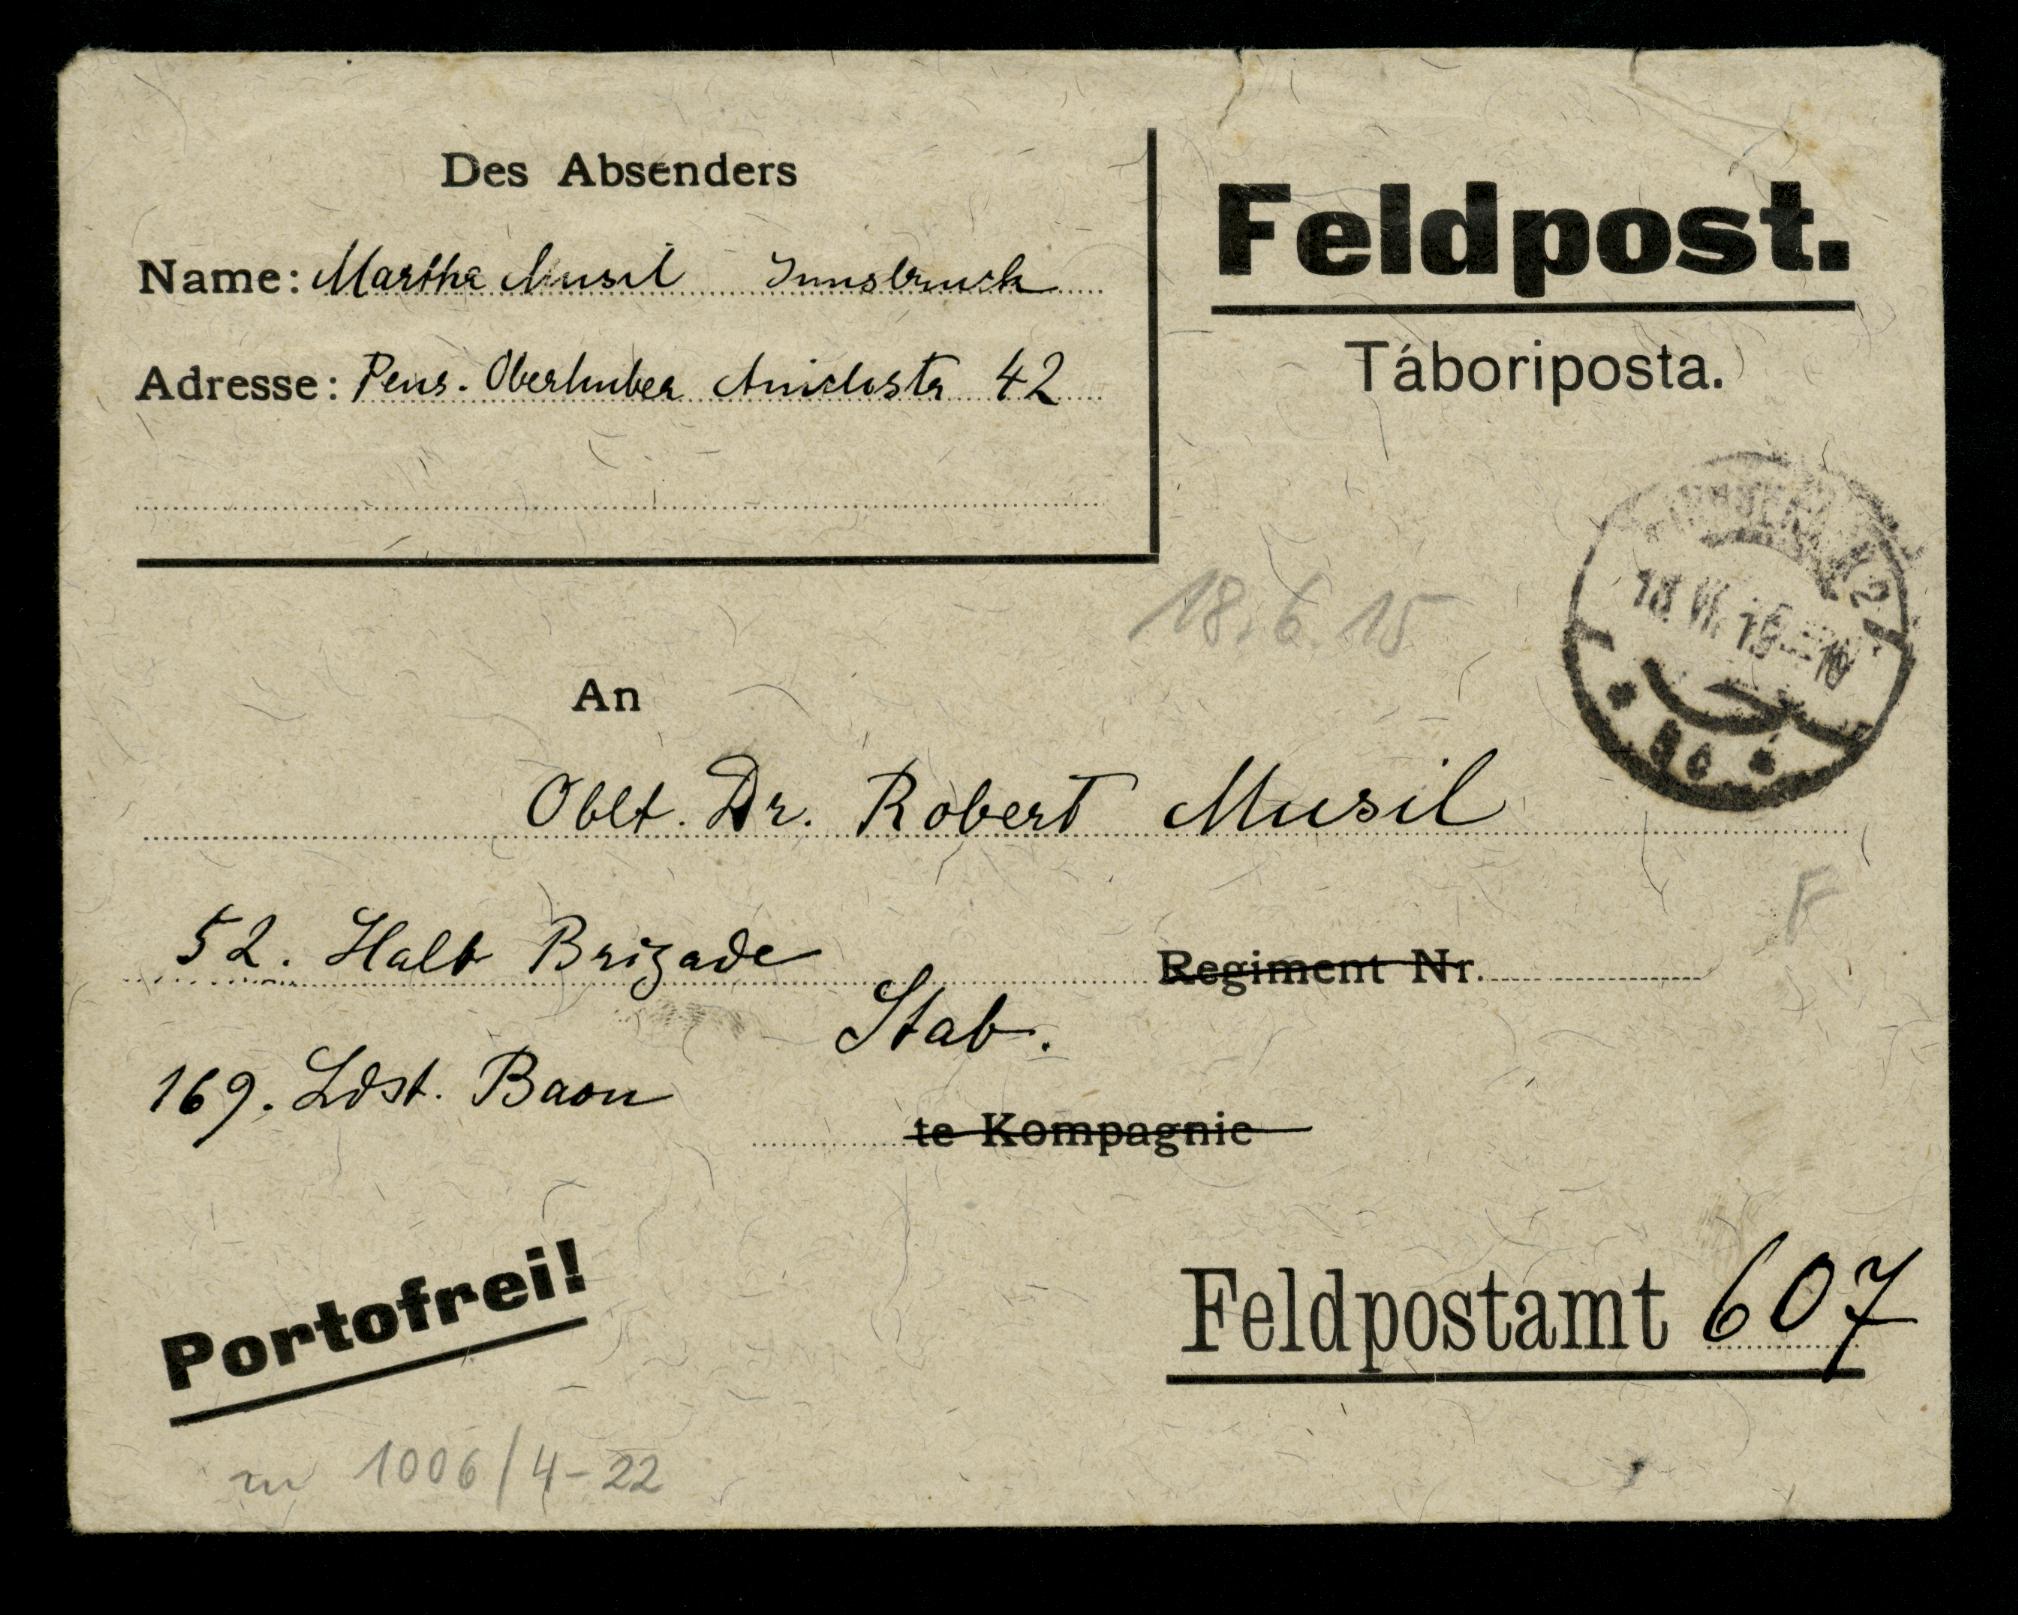 Des Absenders
Name: Martha Musil Innsbruck
Adresse: Pens. Oberhuber Anichstr 42
Feldpost.
Táboriposta.
18 VI. 15
18.6.15
An
Oblt. Dr. Robert Musil
F
52. Halb Brigade Regiment Nr.
Stab.
169. Ldst. Baon
te Kompagnie
Portofrei!
Feldpostamt 607
1006/4-22